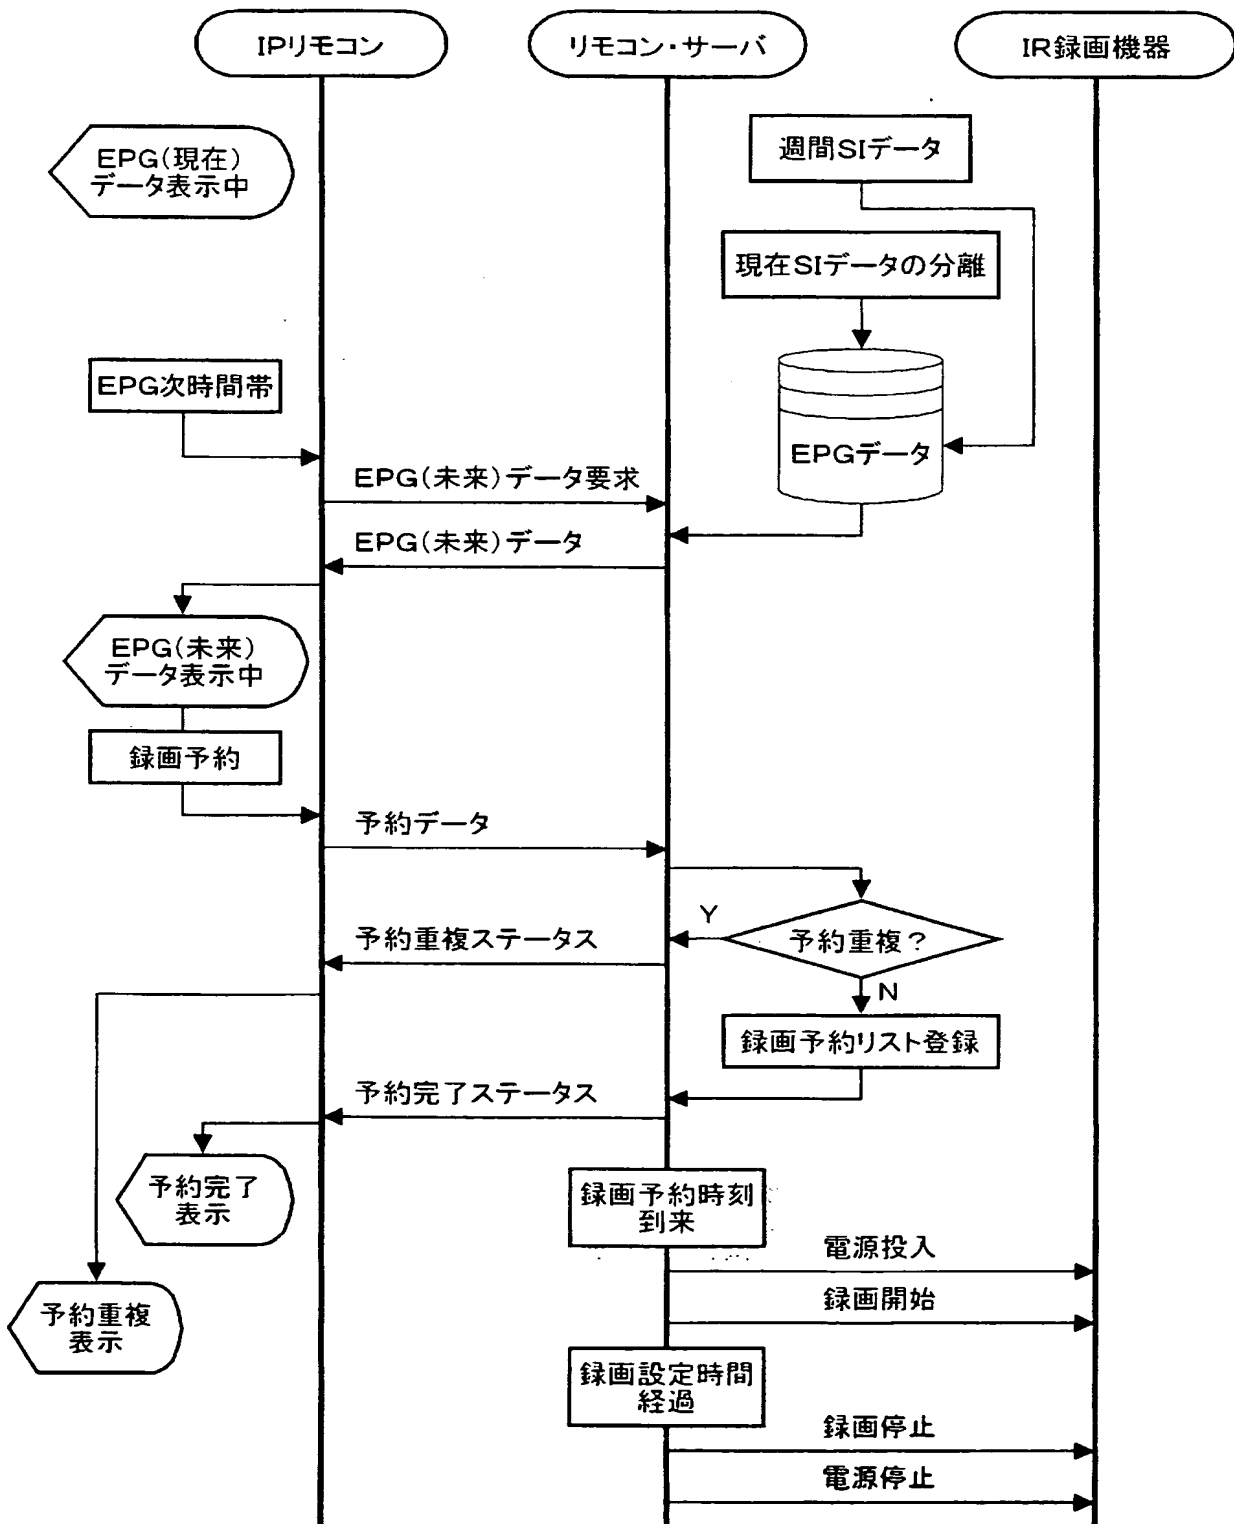 IPリモコン
リモコン・サーバ
IR録画機器
EPG(現在)
データ表示中
週間SIデータ
現在SIデータの分離
EPG次時間帯
EPGデータ
EPG(未来)データ要求
EPG(未来)データ
EPG(未来)
データ表示中
録画予約
予約データ
Y
予約重複?
予約重複ステータス
N
録画予約リスト登録
予約完了ステータス
予約完了
表示
録画予約時刻
到来
電源投入
録画開始
予約重複
表示
録画設定時間
経過
録画停止
電源停止